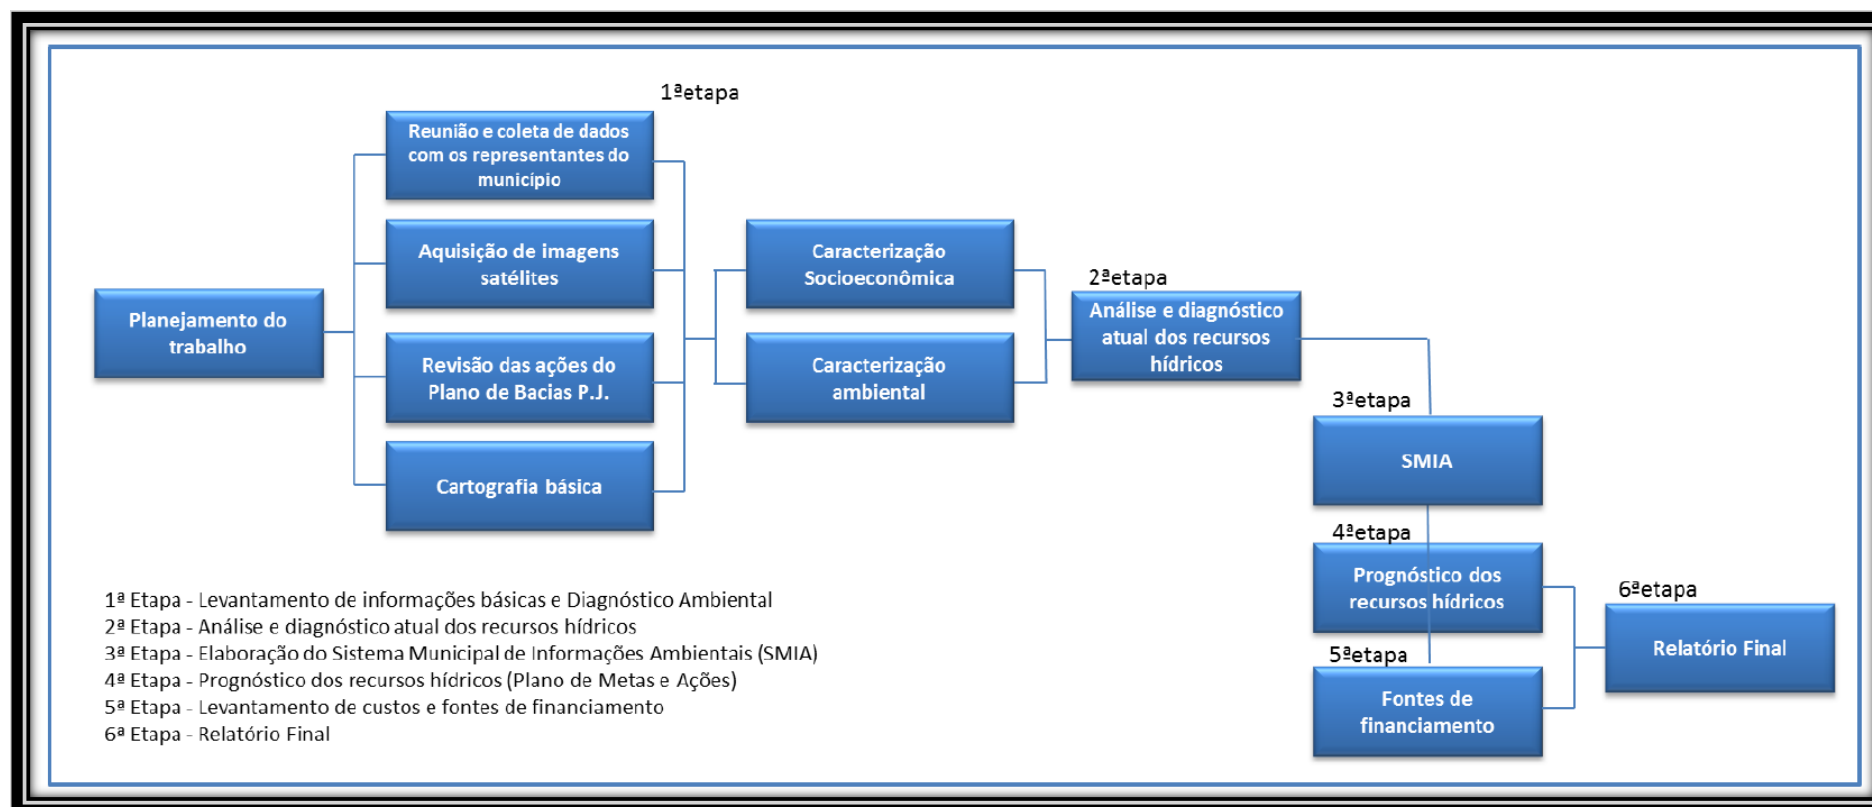 1ªetapa
Reunião e coleta de dados
com os representantes do
município
Aquisição de imagens
satélites
Planejamento do
trabalho
Revisão das ações do
Plano de Bacias P.J.
Cartografia básica
Caracterização
Socioeconômica
Caracterização
ambiental
2ªetapa
Análise e diagnóstico
atual dos recursos
hídricos
3ªetapa
SMIA
4ªetapa
Prognóstico dos
recursos hídricos
5ªetapa
Fontes de
financiamento
6ªetapa
Relatório Final
1ª Etapa - Levantamento de informações básicas e Diagnóstico Ambiental
2ª Etapa - Análise e diagnóstico atual dos recursos hídricos
3ª Etapa - Elaboração do Sistema Municipal de Informações Ambientais (SMIA)
4ª Etapa - Prognóstico dos recursos hídricos (Plano de Metas e Ações)
5ª Etapa - Levantamento de custos e fontes de financiamento
6ª Etapa - Relatório Final